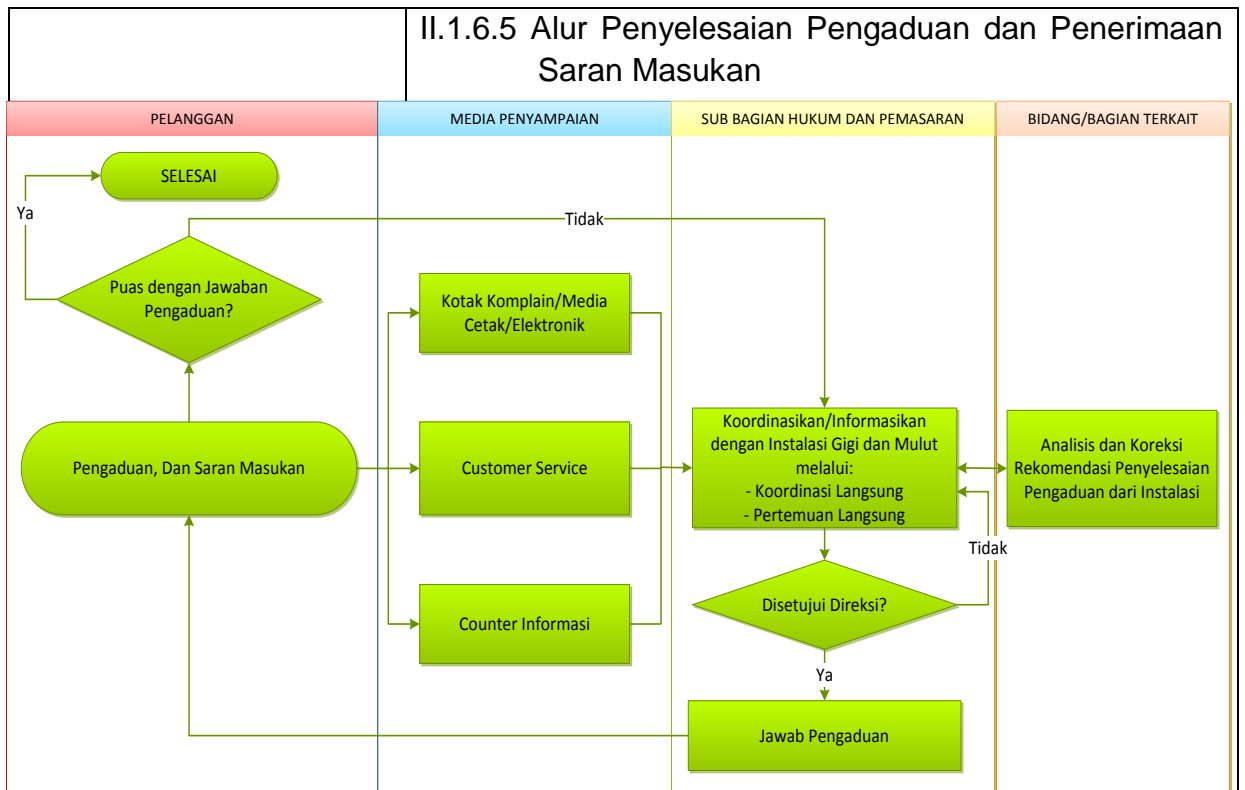 II.1.6.5 Alur Penyelesaian Pengaduan dan Penerimaan
Saran Masukan
PELANGGAN
MEDIA PENYAMPAIAN
SUB BAGIAN HUKUM DAN PEMASARAN
BIDANG/BAGIAN TERKAIT
SELESAI
Ya
Tidak
Puas dengan Jawaban
Pengaduan?
Kotak Komplain/Media
Cetak/Elektronik
Pengaduan, Dan Saran Masukan
Customer Service
Koordinasikan/Informasikan
dengan Instalasi Gigi dan Mulut
melalui:
- Koordinasi Langsung
- Pertemuan Langsung
Analisis dan Koreksi
Rekomendasi Penyelesaian
Pengaduan dari Instalasi
Tidak
Counter Informasi
Disetujui Direksi?
Ya
Jawab Pengaduan